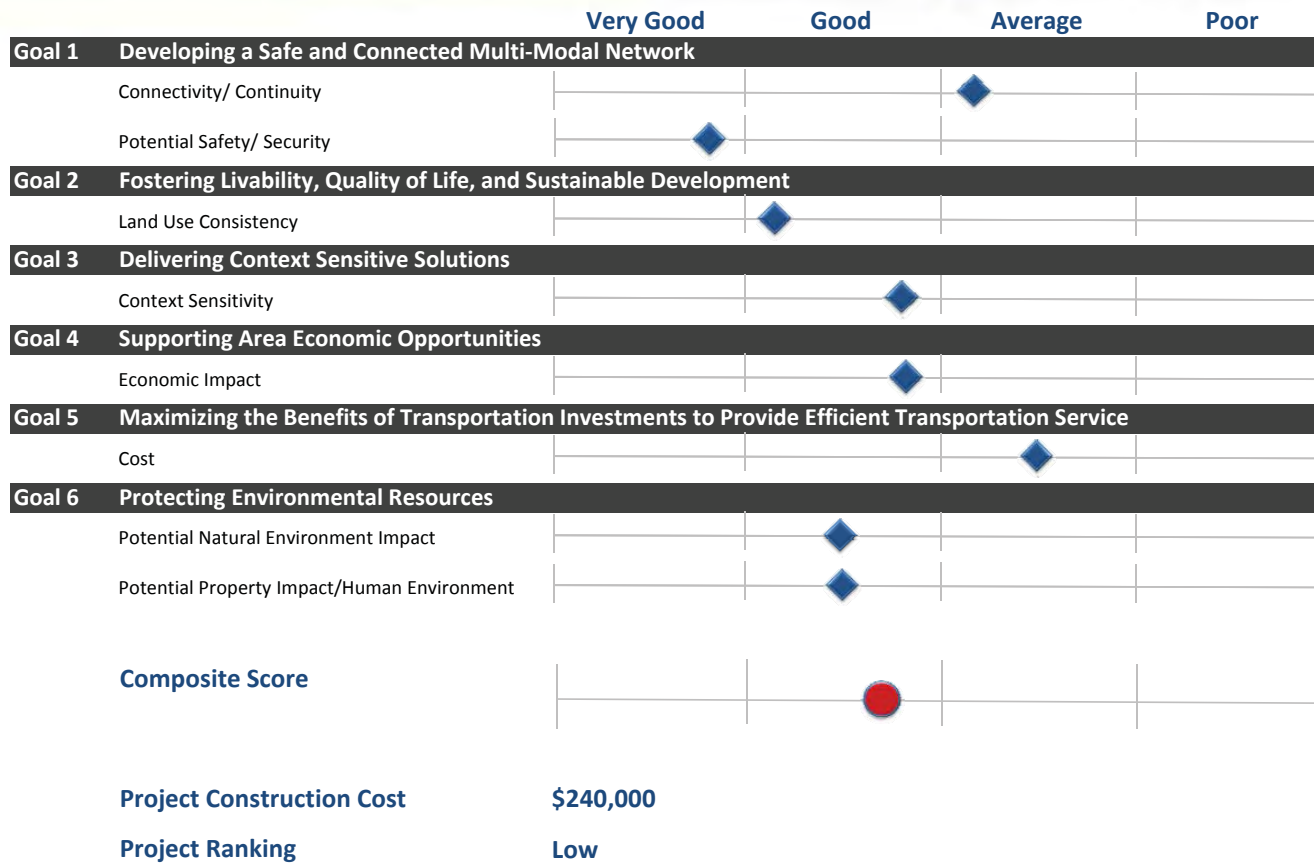 Very Good Good Average Poor
Goal 1 Developing a Safe and Connected Multi-Modal Network
Connectivity/ Continuity
Potential Safety/ Security
Goal 2 Fostering Livability, Quality of Life, and Sustainable Development
Land Use Consistency
Goal 3 Delivering Context Sensitive Solutions
Context Sensitivity
Goal 4 Supporting Area Economic Opportunities
Economic Impact
Goal 5 Maximizing the Benefits of Transportation Investments to Provide Efficient Transportation Service
Cost
Goal 6 Protecting Environmental Resources
Potential Natural Environment Impact
Potential Property Impact/Human Environment
Composite Score
Project Construction Cost $240,000
Project Ranking Low